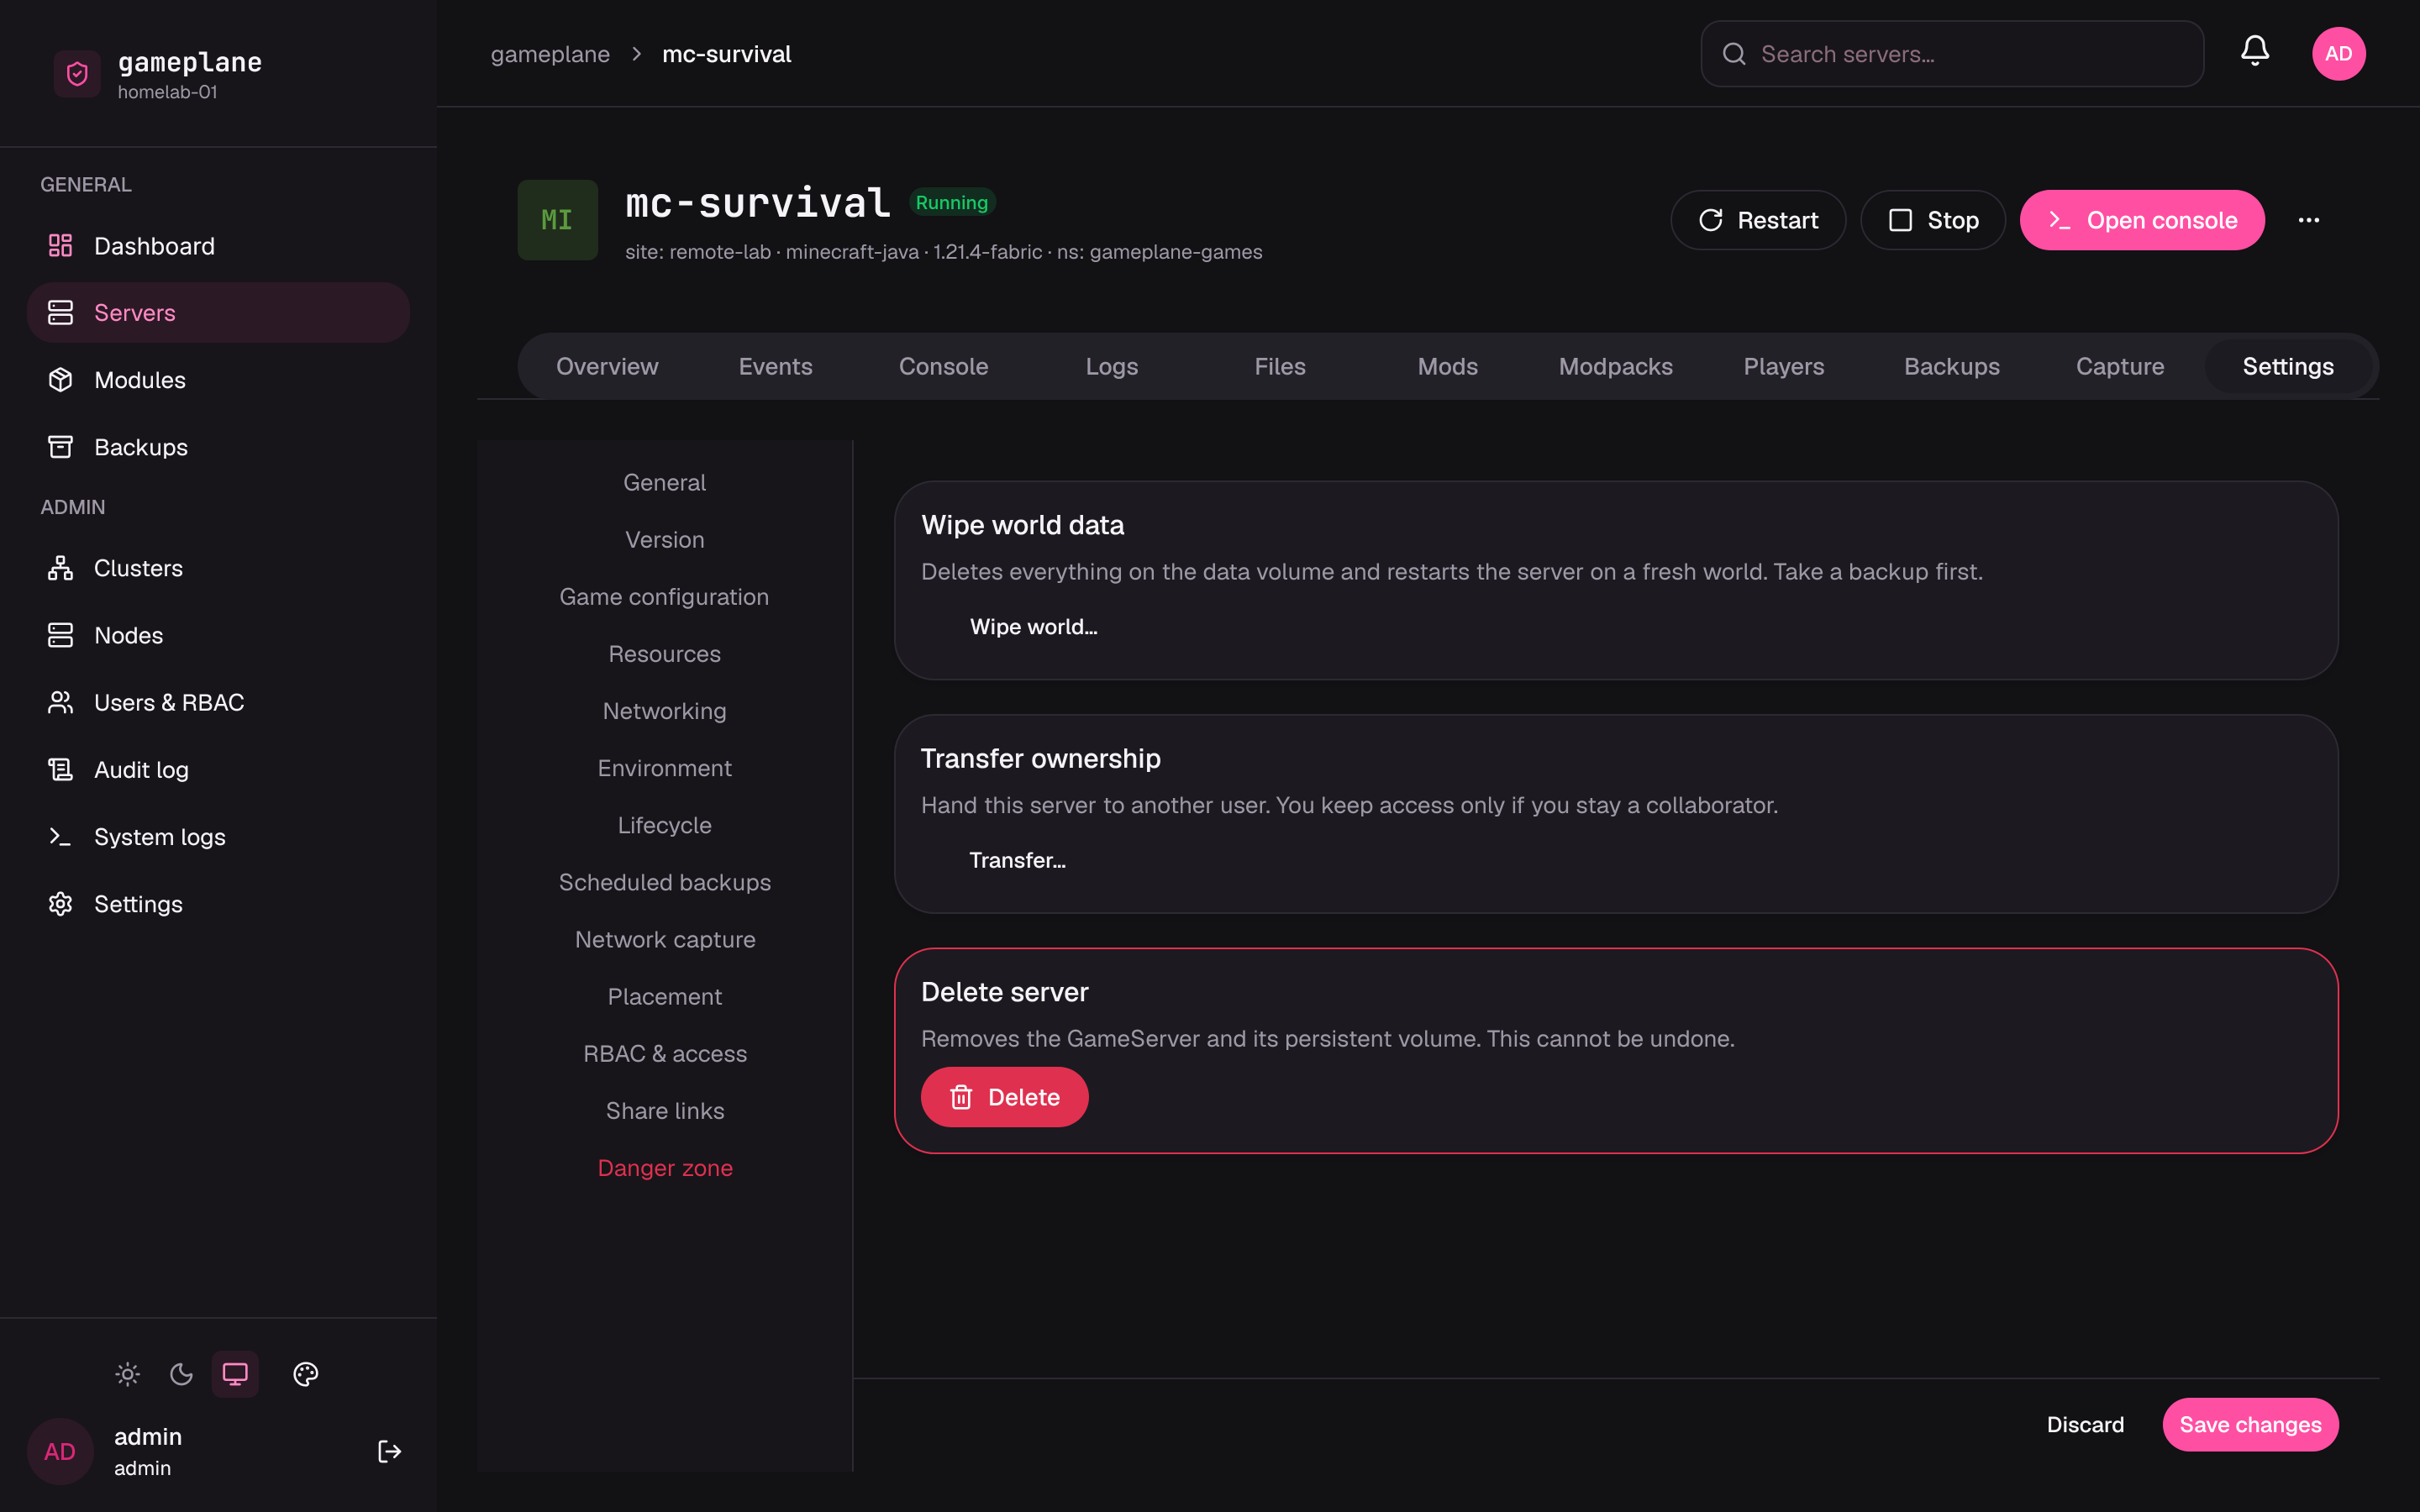 gameplane
homelab-01
GENERAL
Dashboard
Servers
Modules
Backups
ADMIN
Clusters
Nodes
Users & RBAC
Audit log
System logs
Settings
AD
admin
admin
gameplane > mc-survival
Search servers...
AD
MI
mc-survival
Running
site: remote-lab · minecraft-java · 1.21.4-fabric · ns: gameplane-games
Restart
Stop
Open console
Overview
Events
Console
Logs
Files
Mods
Modpacks
Players
Backups
Capture
Settings
General
Version
Game configuration
Resources
Networking
Environment
Lifecycle
Scheduled backups
Network capture
Placement
RBAC & access
Share links
Danger zone
Wipe world data
Deletes everything on the data volume and restarts the server on a fresh world. Take a backup first.
Wipe world...
Transfer ownership
Hand this server to another user. You keep access only if you stay a collaborator.
Transfer...
Delete server
Removes the GameServer and its persistent volume. This cannot be undone.
Delete
Discard
Save changes